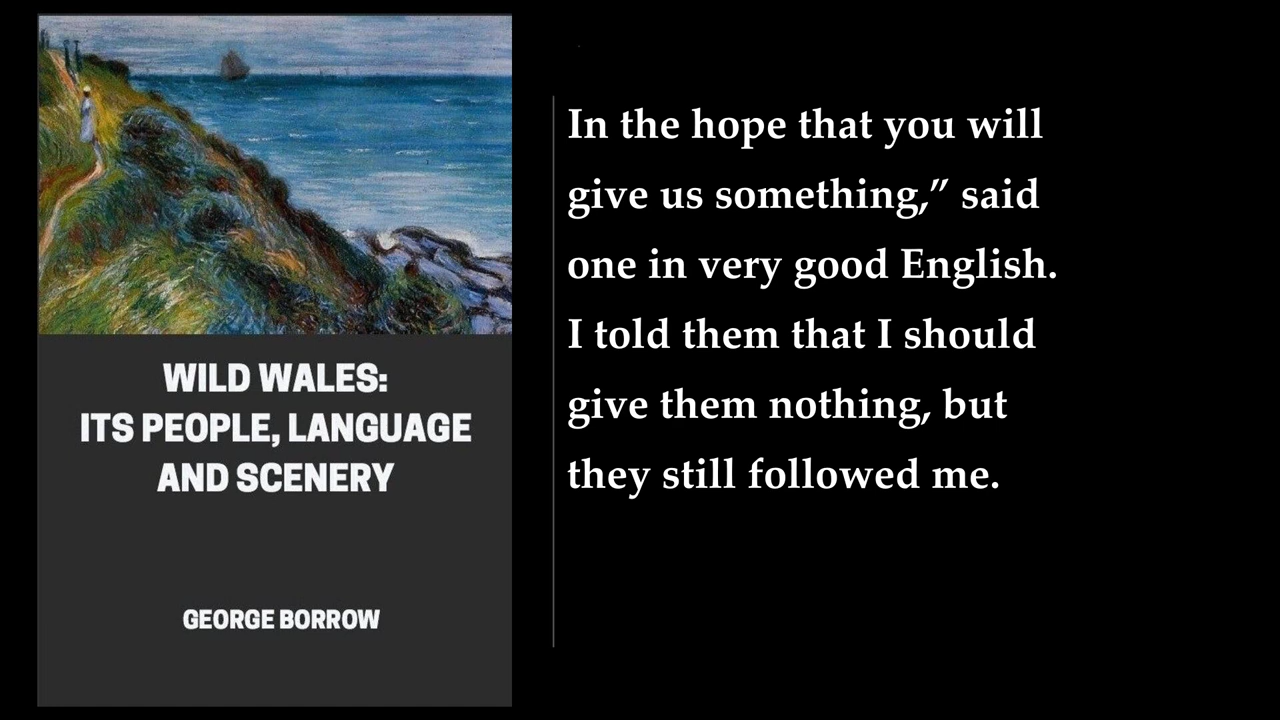 WILD WALES:
ITS PEOPLE, LANGUAGE
AND SCENERY
GEORGE BORROW
In the hope that you will
give us something,” said
one in very good English.
I told them that I should
give them nothing, but
they still followed me.